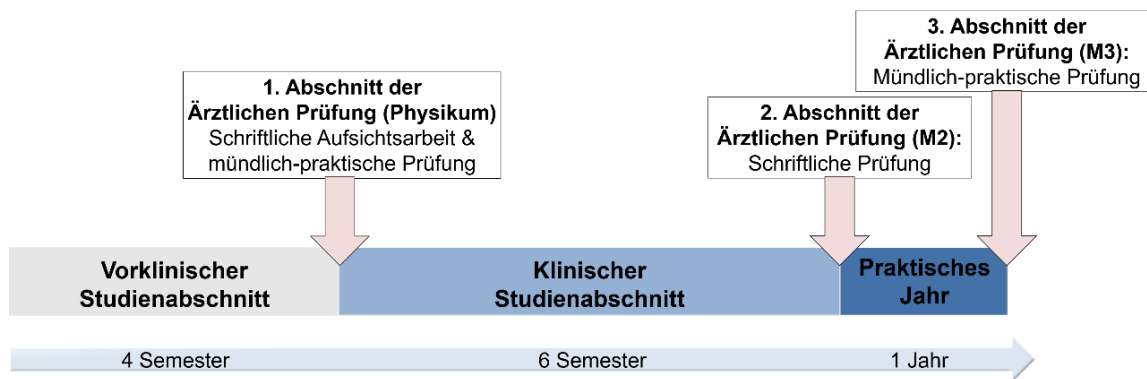 3. Abschnitt der
Ärztlichen Prüfung (M3):
Mündlich-praktische Prüfung
1. Abschnitt der
Ärztlichen Prüfung (Physikum)
Schriftliche Aufsichtsarbeit &
mündlich-praktische Prüfung
2. Abschnitt der
Ärztlichen Prüfung (M2):
Schriftliche Prüfung
Vorklinischer
Studienabschnitt
Klinischer
Studienabschnitt
Praktisches
Jahr
4 Semester
6 Semester
1 Jahr